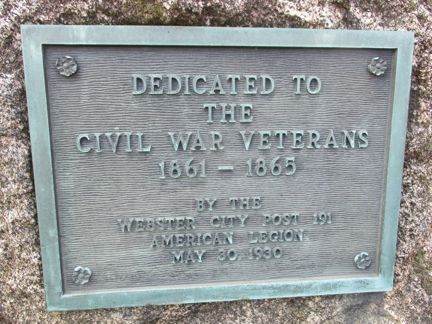 DEDICATED TO
THE
CIVIL WAR VETERANS
1861 — 1865
BY THE
WEBSTER CITY POST 191
AMERICAN LEGION
MAY 30, 1930